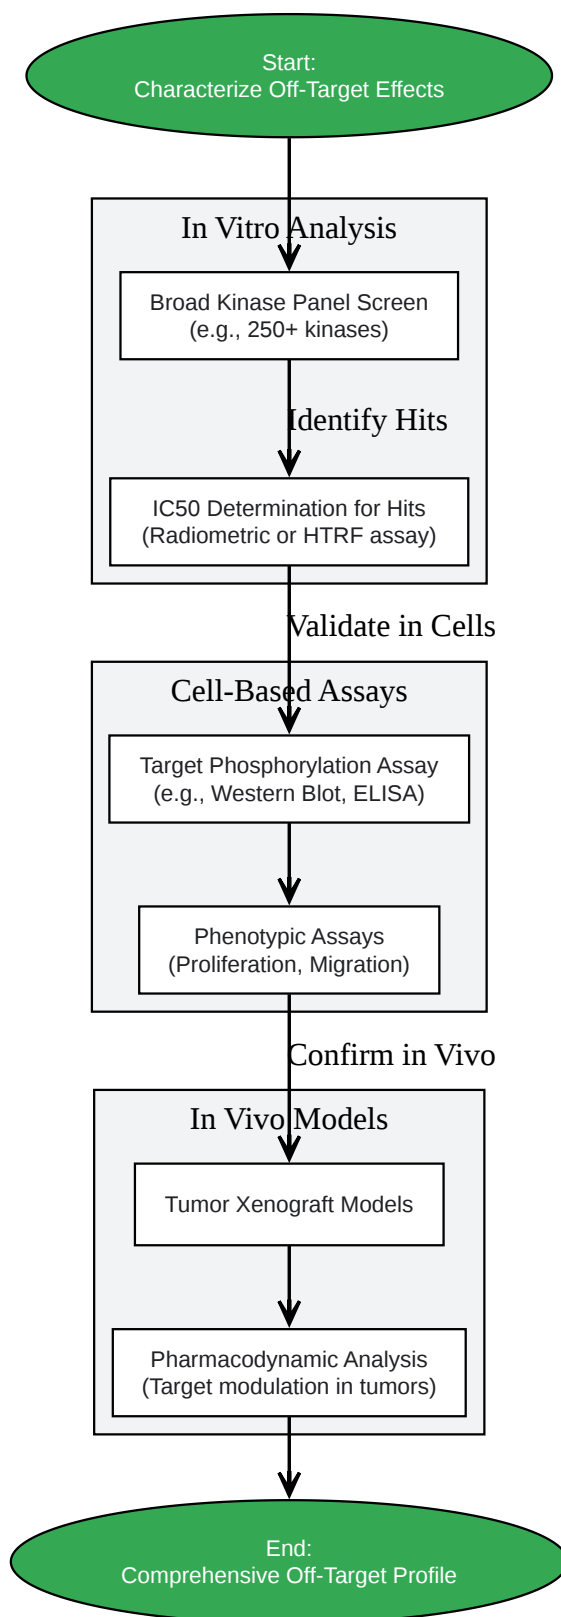 Start:
Characterize Off-Target Effects
In Vitro Analysis
Broad Kinase Panel Screen
(e.g., 250+ kinases)
Identify Hits
IC50 Determination for Hits
(Radiometric or HTRF assay)
Validate in Cells
Cell-Based Assays
Target Phosphorylation Assay
(e.g., Western Blot, ELISA)
Phenotypic Assays
(Proliferation, Migration)
Confirm in Vivo
In Vivo Models
Tumor Xenograft Models
Pharmacodynamic Analysis
(Target modulation in tumors)
End:
Comprehensive Off-Target Profile